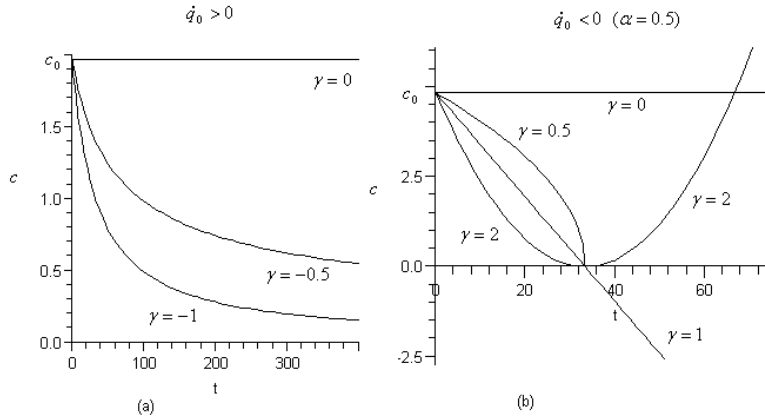 q̇₀ > 0
c₀
γ = 0
1.5
c
1.0
0.5
γ = −0.5
γ = −1
0.0
0 100 200 300
t
(a)
q̇₀ < 0 (α = 0.5)
c₀
γ = 0
γ = 0.5
2.5
c
γ = 2
γ = 2
0.0
0 20 40 60
t
γ = 1
-2.5
(b)